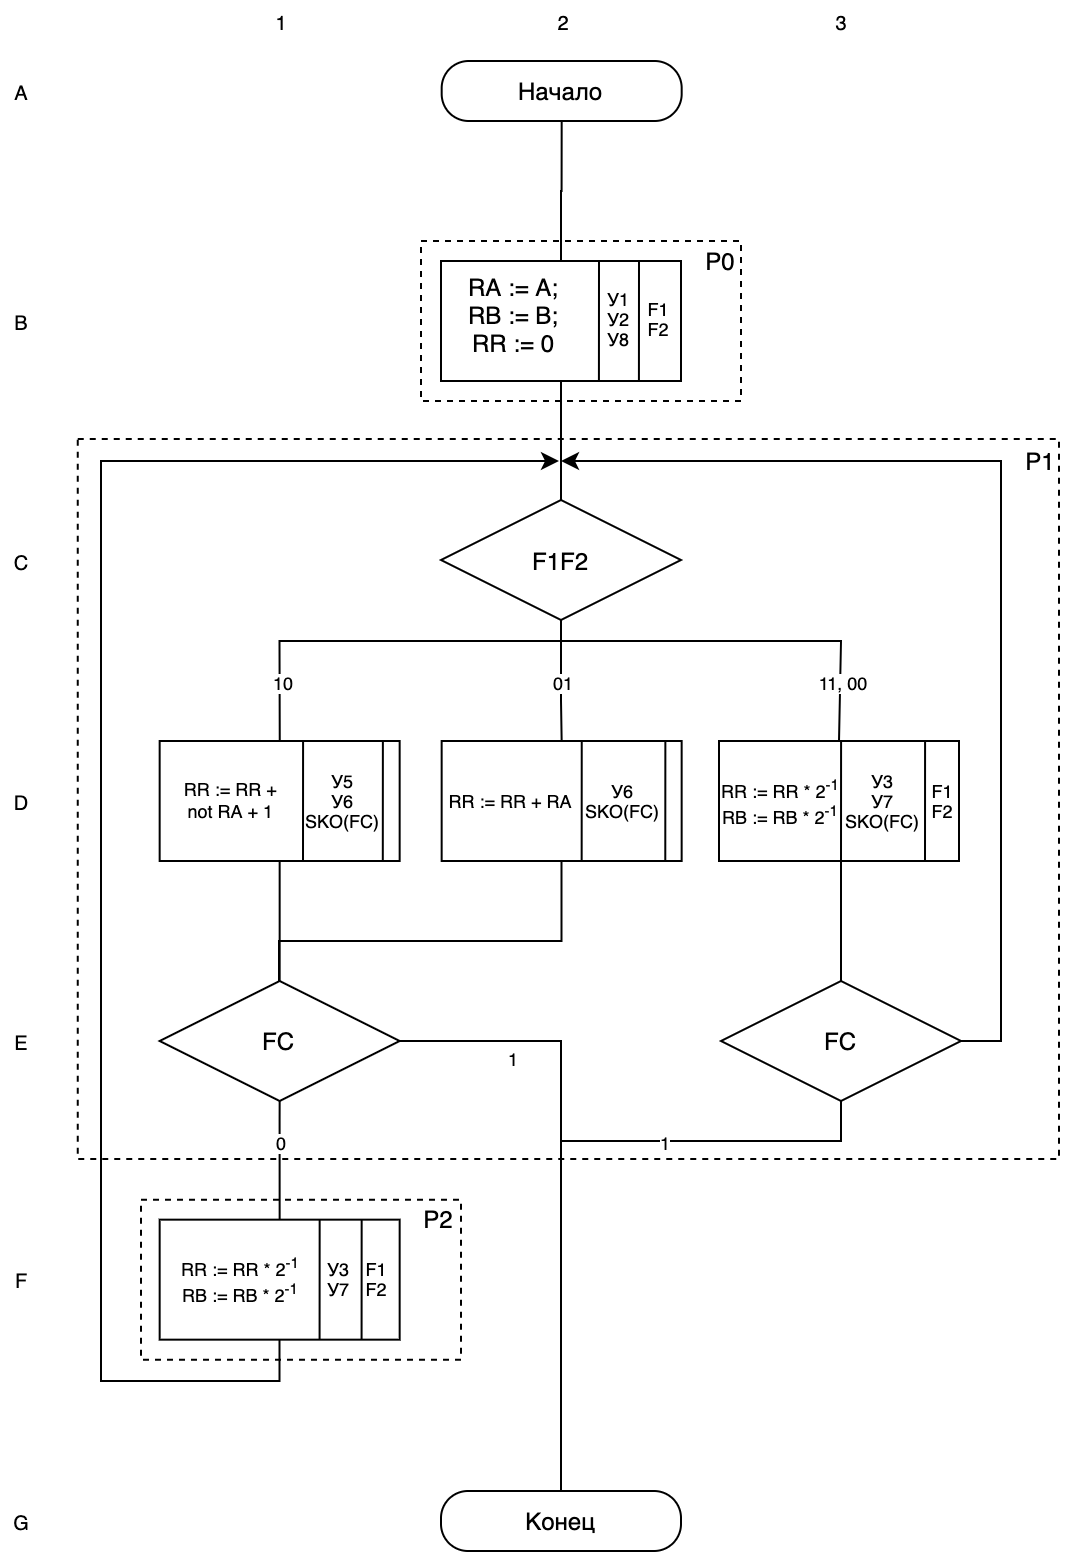 1
2
3
A
Начало
P0
B
RA := A;
RB := B;
RR := 0
У1
У2
У8
F1
F2
P1
C
F1F2
10
01
11, 00
D
RR := RR +
not RA + 1
У5
У6
SKO(FC)
RR := RR + RA
У6
SKO(FC)
RR := RR * 2⁻¹
RB := RB * 2⁻¹
У3
У7
SKO(FC)
F1
F2
E
FC
1
FC
0
1
P2
F
RR := RR * 2⁻¹
RB := RB * 2⁻¹
У3
У7
F1
F2
G
Конец